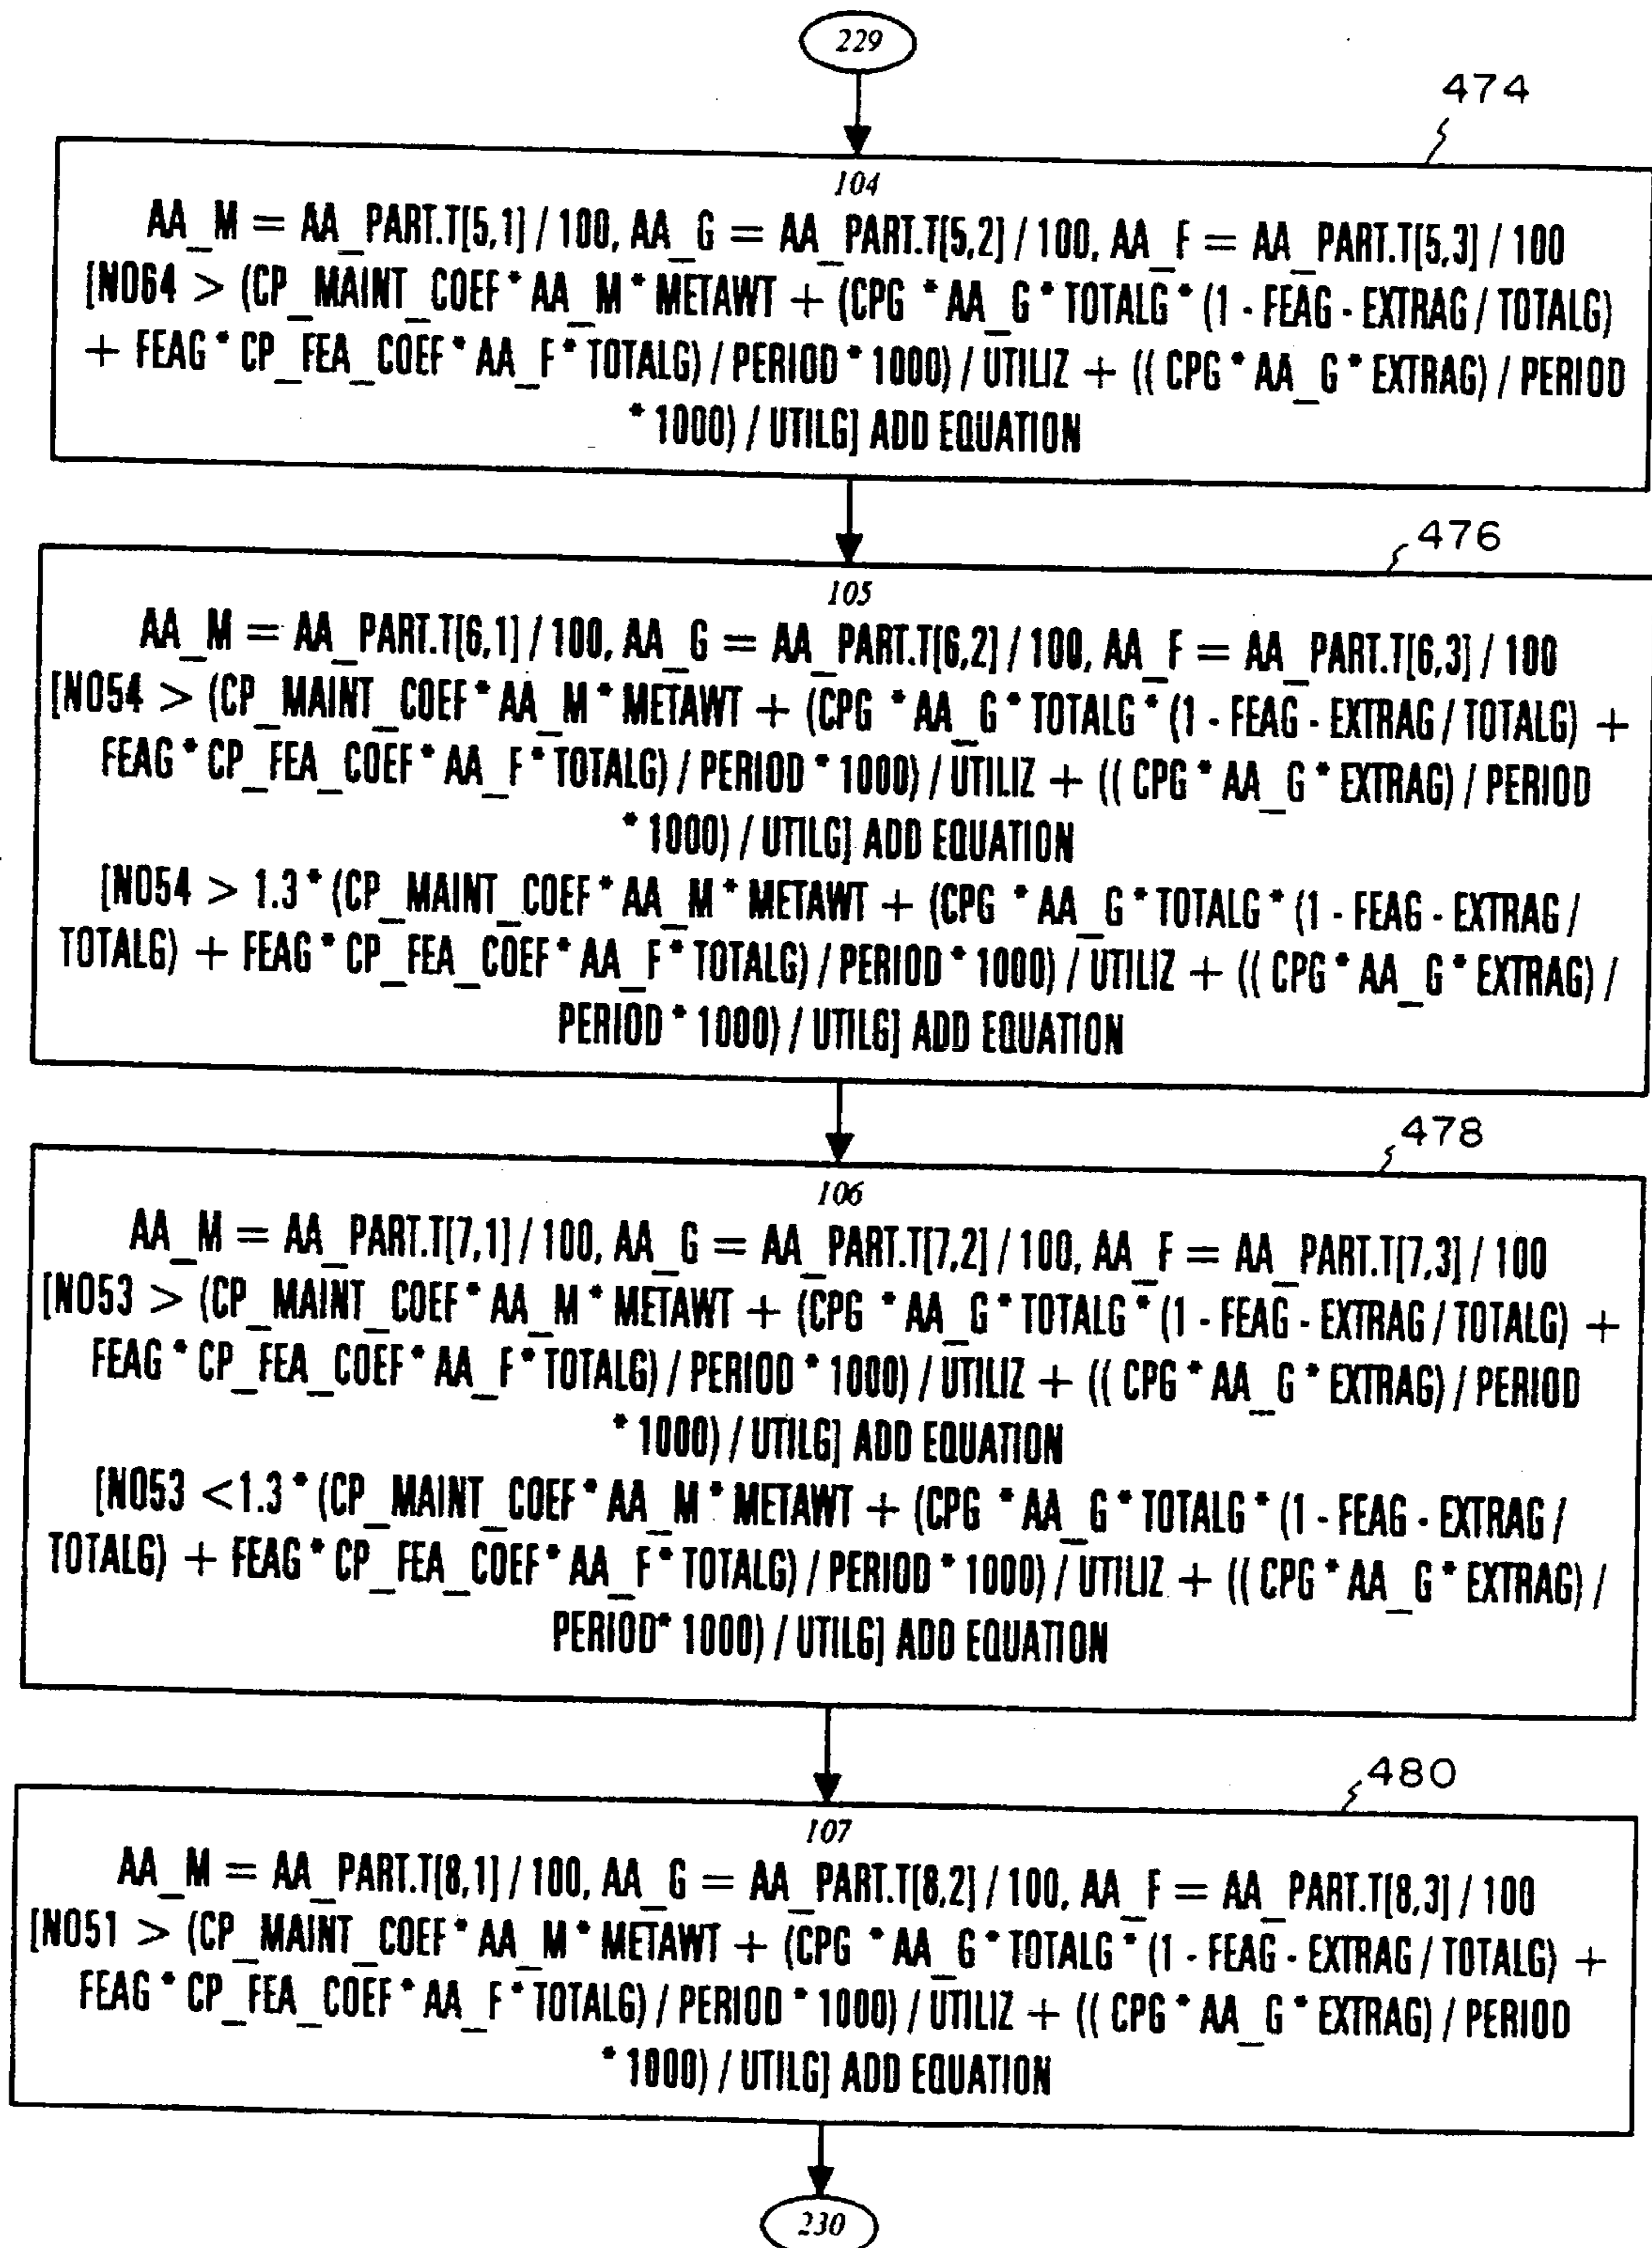 229
474
104
AA_M = AA_PART.T[5,1] / 100, AA_G = AA_PART.T[5,2] / 100, AA_F = AA_PART.T[5,3] / 100
[N064 > (CP_MAINT_COEF * AA_M * METAWT + (CPG * AA_G * TOTALG * (1 - FEAG - EXTRAG / TOTALG)
+ FEAG * CP_FEA_COEF * AA_F * TOTALG) / PERIOD * 1000) / UTILIZ + (( CPG * AA_G * EXTRAG) / PERIOD
* 1000) / UTILG] ADD EQUATION
476
105
AA_M = AA_PART.T[6,1] / 100, AA_G = AA_PART.T[6,2] / 100, AA_F = AA_PART.T[6,3] / 100
[N054 > (CP_MAINT_COEF * AA_M * METAWT + (CPG * AA_G * TOTALG * (1 - FEAG - EXTRAG / TOTALG) +
FEAG * CP_FEA_COEF * AA_F * TOTALG) / PERIOD * 1000) / UTILIZ + (( CPG * AA_G * EXTRAG) / PERIOD
* 1000) / UTILG] ADD EQUATION
[N054 > 1.3 * (CP_MAINT_COEF * AA_M * METAWT + (CPG * AA_G * TOTALG * (1 - FEAG - EXTRAG /
TOTALG) + FEAG * CP_FEA_COEF * AA_F * TOTALG) / PERIOD * 1000) / UTILIZ + (( CPG * AA_G * EXTRAG) /
PERIOD * 1000) / UTILG] ADD EQUATION
478
106
AA_M = AA_PART.T[7,1] / 100, AA_G = AA_PART.T[7,2] / 100, AA_F = AA_PART.T[7,3] / 100
[N053 > (CP_MAINT_COEF * AA_M * METAWT + (CPG * AA_G * TOTALG * (1 - FEAG - EXTRAG / TOTALG) +
FEAG * CP_FEA_COEF * AA_F * TOTALG) / PERIOD * 1000) / UTILIZ + (( CPG * AA_G * EXTRAG) / PERIOD
* 1000) / UTILG] ADD EQUATION
[N053 <1.3 * (CP_MAINT_COEF * AA_M * METAWT + (CPG * AA_G * TOTALG * (1 - FEAG - EXTRAG /
TOTALG) + FEAG * CP_FEA_COEF * AA_F * TOTALG) / PERIOD * 1000) / UTILIZ + (( CPG * AA_G * EXTRAG) /
PERIOD* 1000) / UTILG] ADD EQUATION
480
107
AA_M = AA_PART.T[8,1] / 100, AA_G = AA_PART.T[8,2] / 100, AA_F = AA_PART.T[8,3] / 100
[N051 > (CP_MAINT_COEF * AA_M * METAWT + (CPG * AA_G * TOTALG * (1 - FEAG - EXTRAG / TOTALG) +
FEAG * CP_FEA_COEF * AA_F * TOTALG) / PERIOD * 1000) / UTILIZ + (( CPG * AA_G * EXTRAG) / PERIOD
* 1000) / UTILG] ADD EQUATION
230